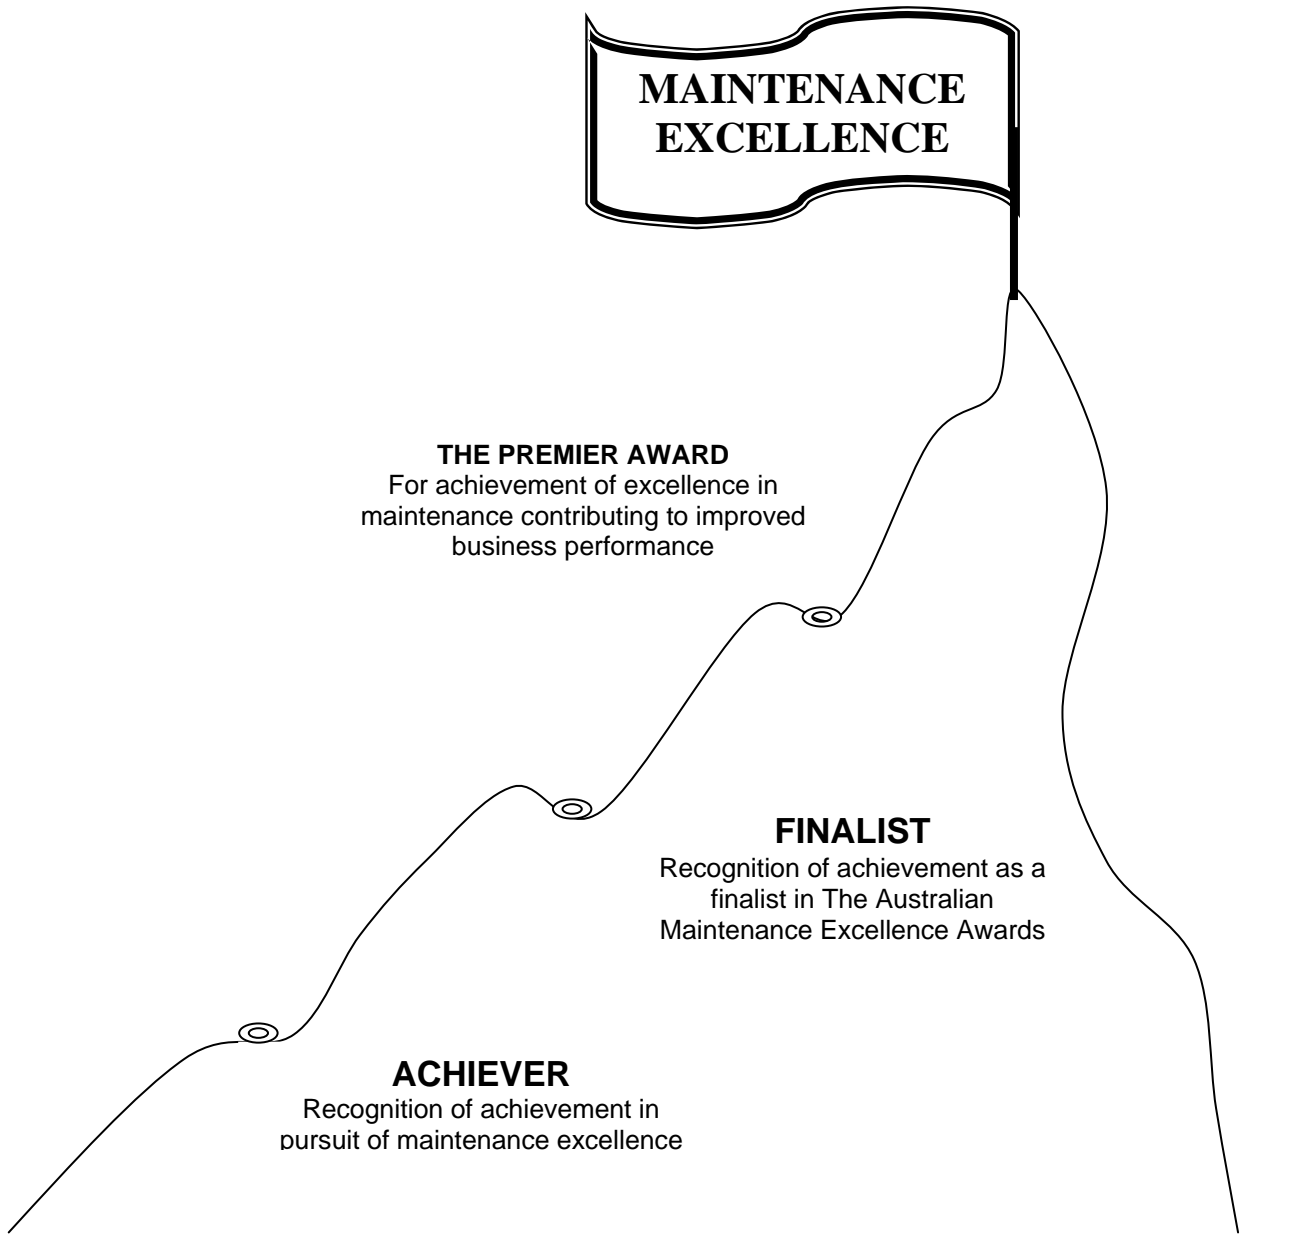 MAINTENANCE
EXCELLENCE
THE PREMIER AWARD
For achievement of excellence in
maintenance contributing to improved
business performance
FINALIST
Recognition of achievement as a
finalist in The Australian
Maintenance Excellence Awards
ACHIEVER
Recognition of achievement in
pursuit of maintenance excellence